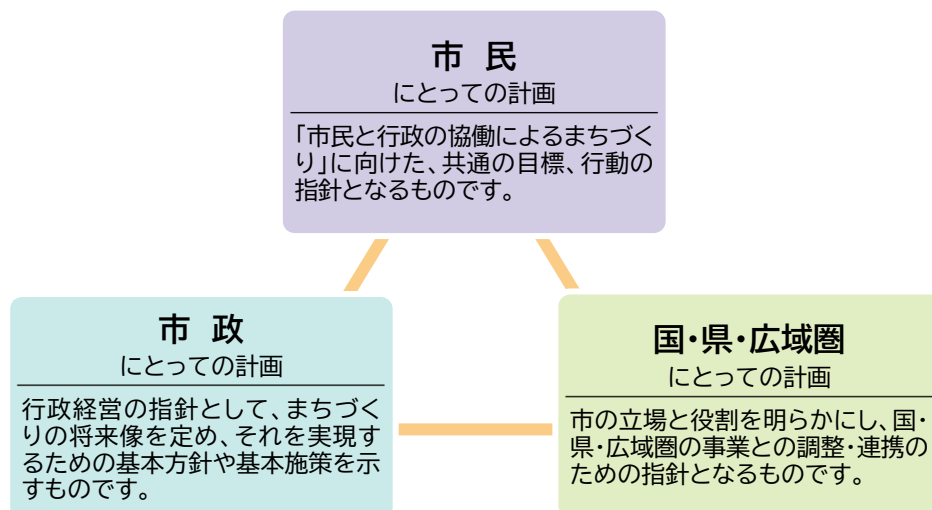 市 民
にとっての計画
「市民と行政の協働によるまちづく
り」に向けた、共通の目標、行動の
指針となるものです。
市 政
にとっての計画
行政経営の指針として、まちづく
りの将来像を定め、それを実現す
るための基本方針や基本施策を示
すものです。
国・県・広域圏
にとっての計画
市の立場と役割を明らかにし、国・
県・広域圏の事業との調整・連携の
ための指針となるものです。